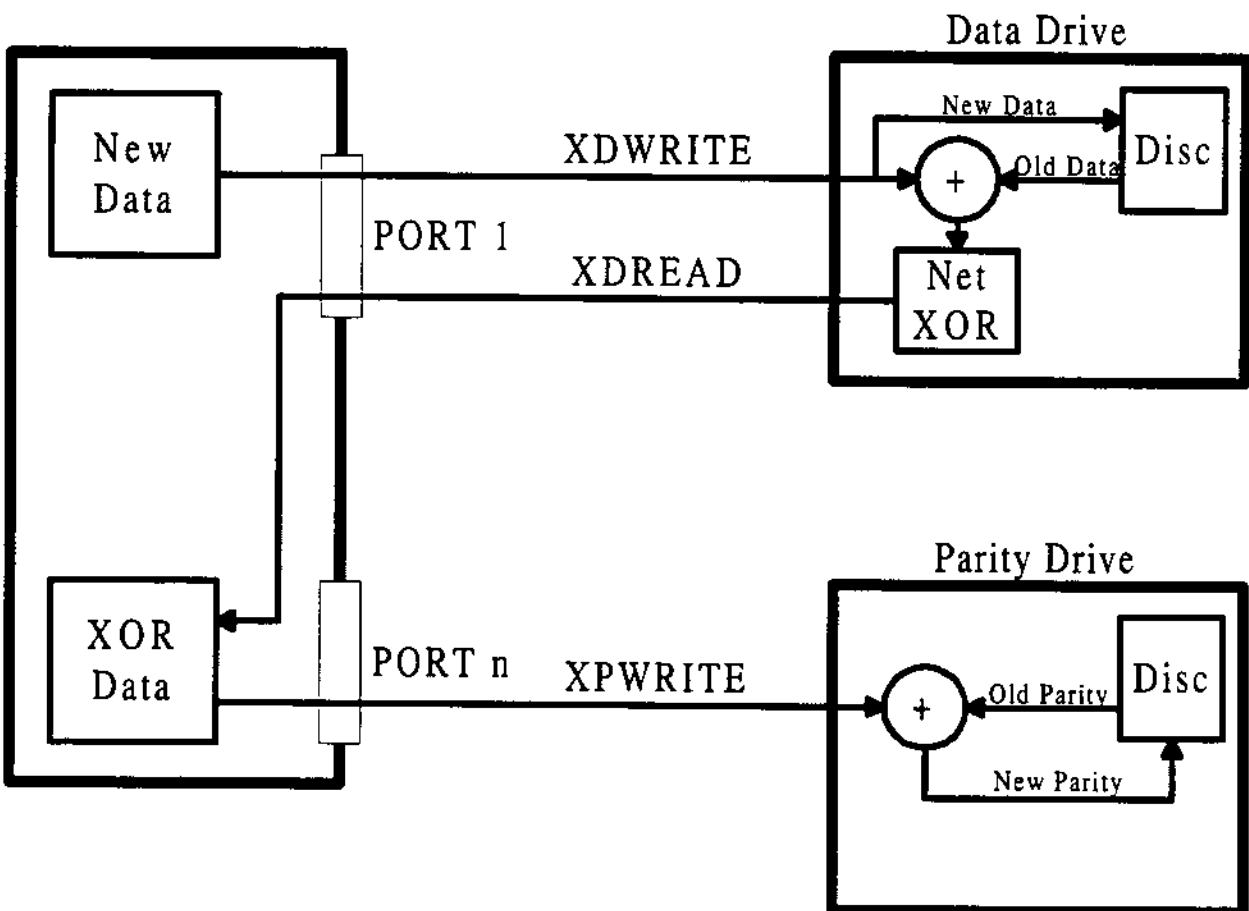 Data Drive
New
Data
PORT 1
XDWRITE
XDREAD
New Data
Old Data
Disc
+
Net
XOR
Parity Drive
XOR
Data
PORT n
XPWRITE
+
Old Parity
New Parity
Disc